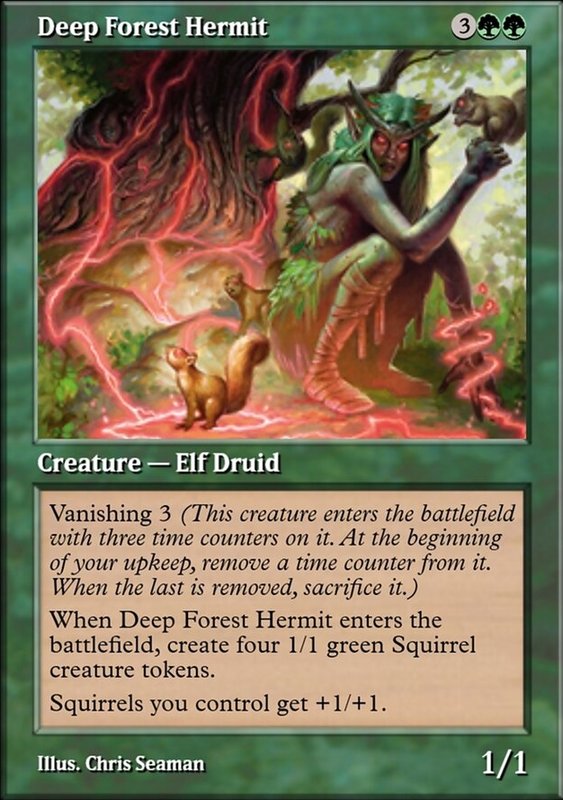 Deep Forest Hermit 3
Creature — Elf Druid
Vanishing 3 (This creature enters the battlefield
with three time counters on it. At the beginning
of your upkeep, remove a time counter from it.
When the last is removed, sacrifice it.)
When Deep Forest Hermit enters the
battlefield, create four 1/1 green Squirrel
creature tokens.
Squirrels you control get +1/+1.
Illus. Chris Seaman 1/1